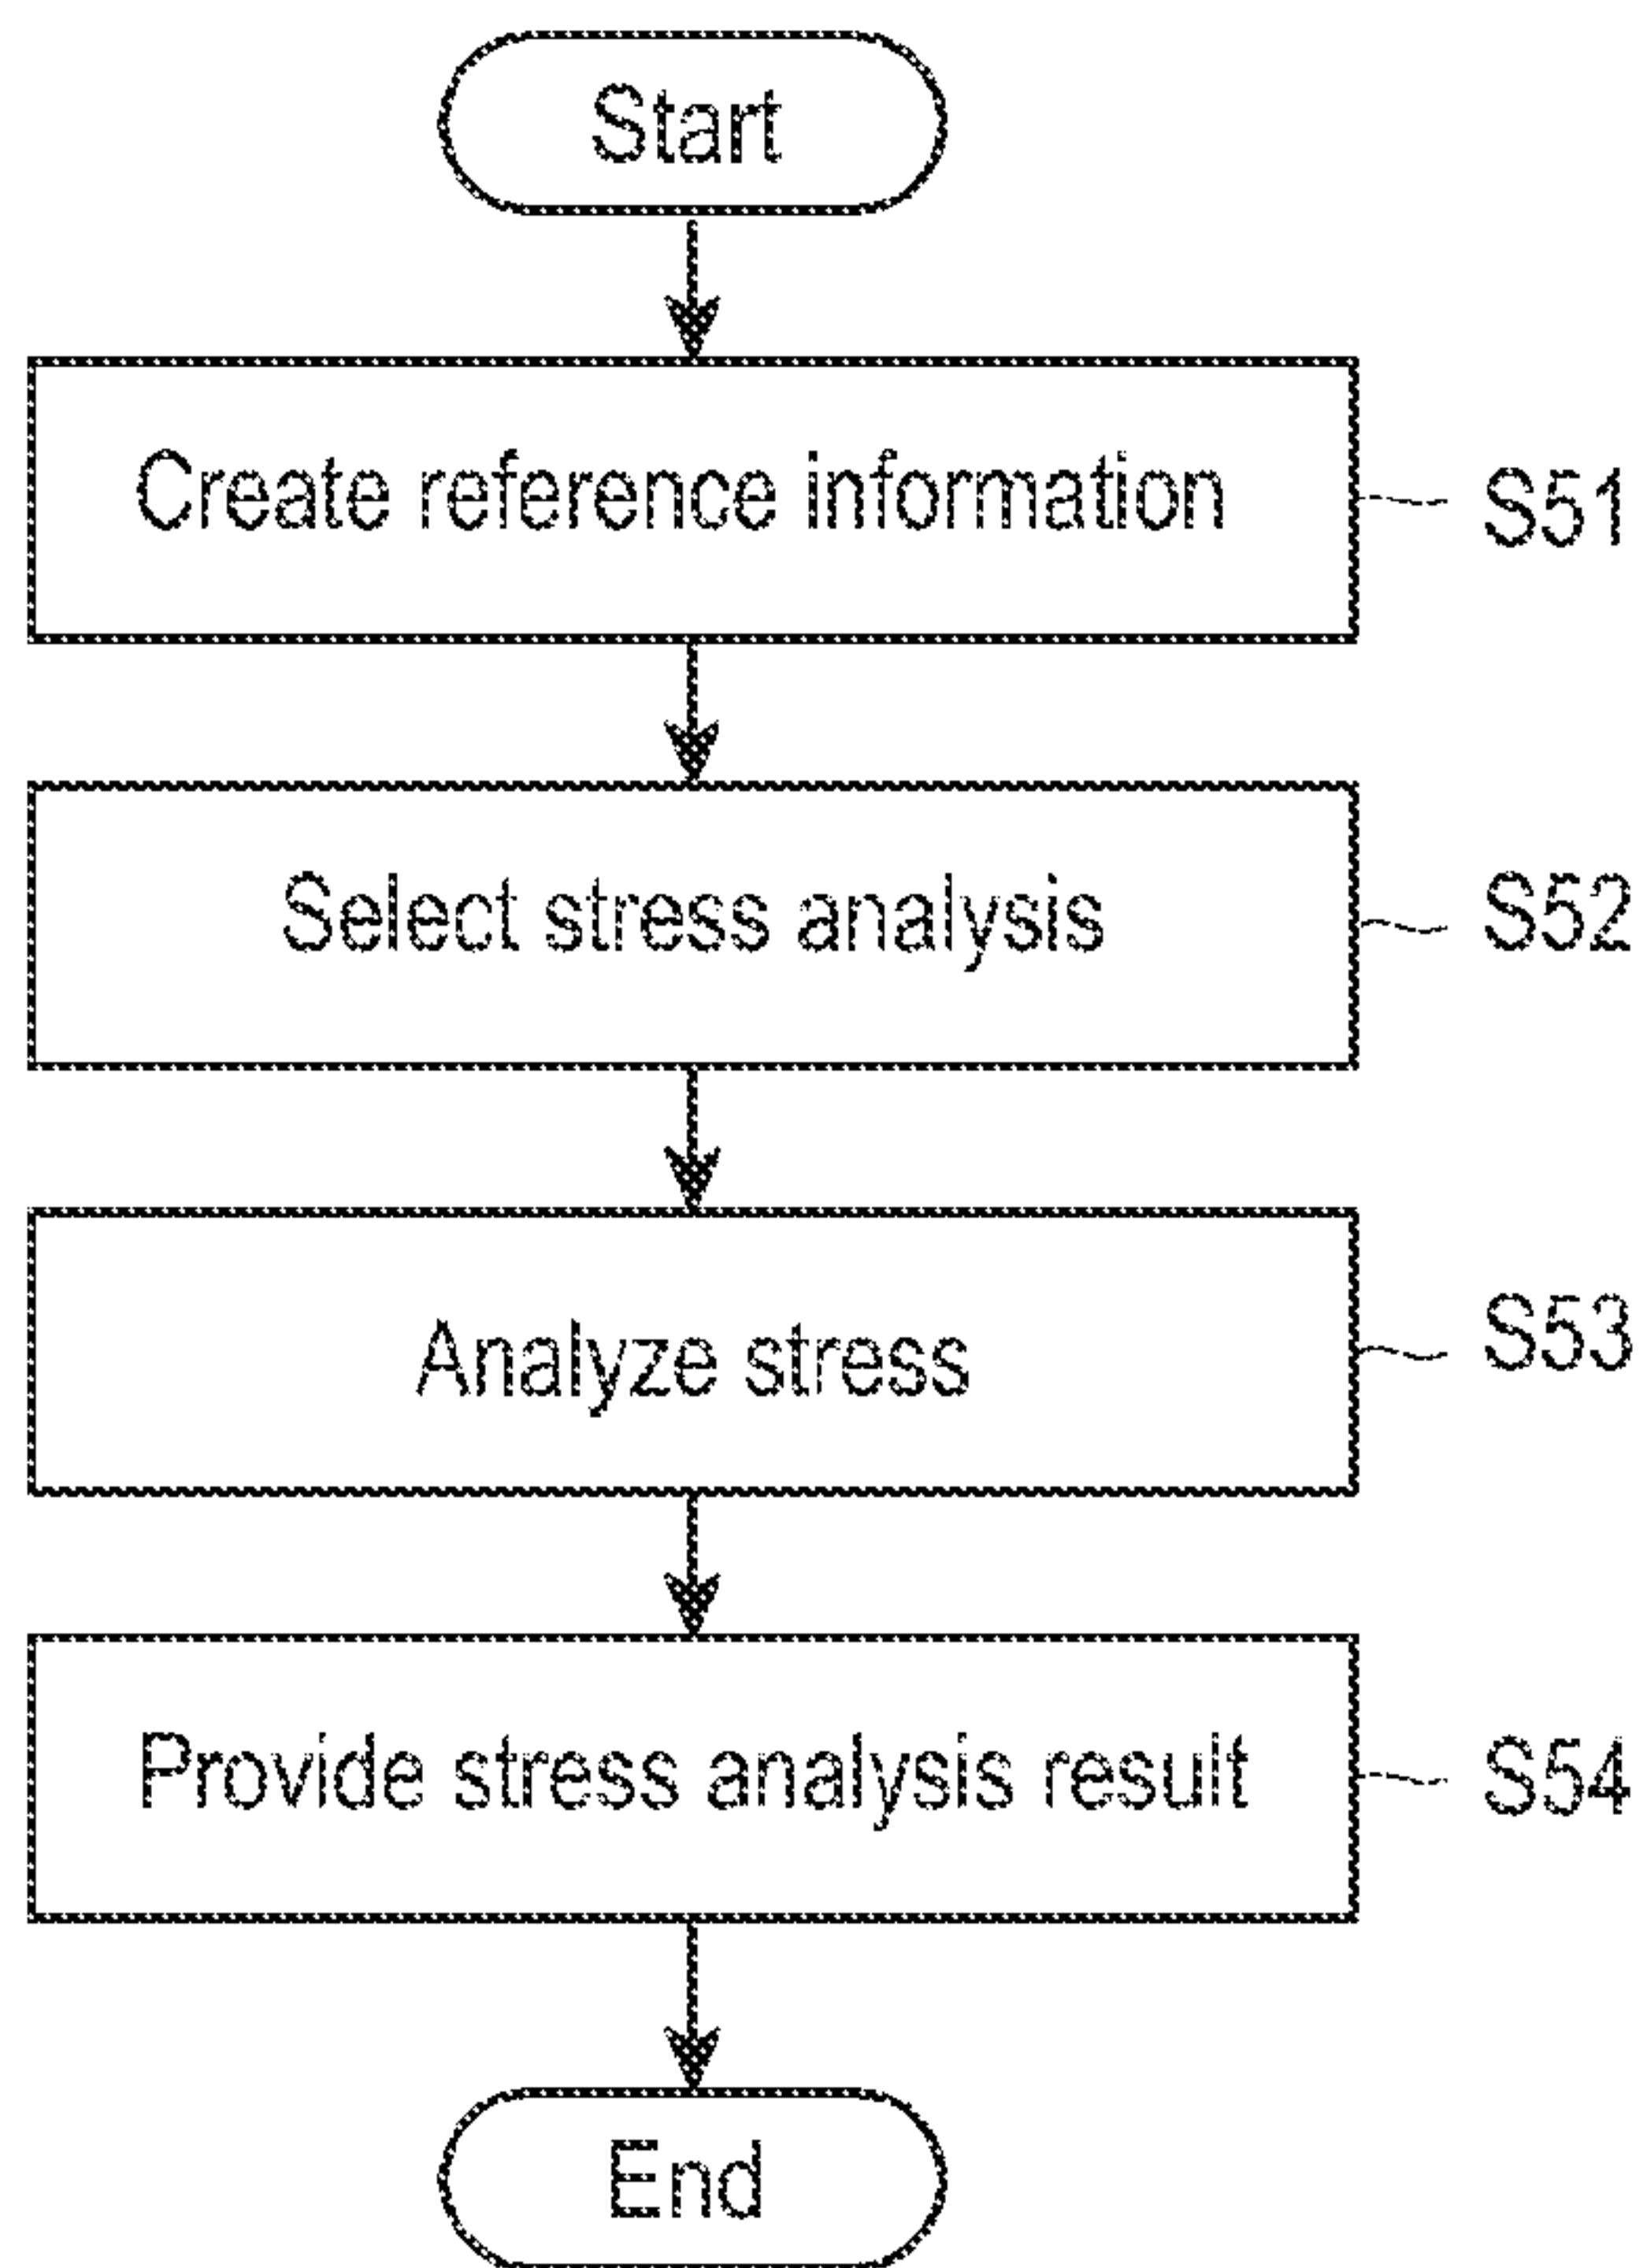 Start
Create reference information
S51
Select stress analysis
S52
Analyze stress
S53
Provide stress analysis result
S54
End